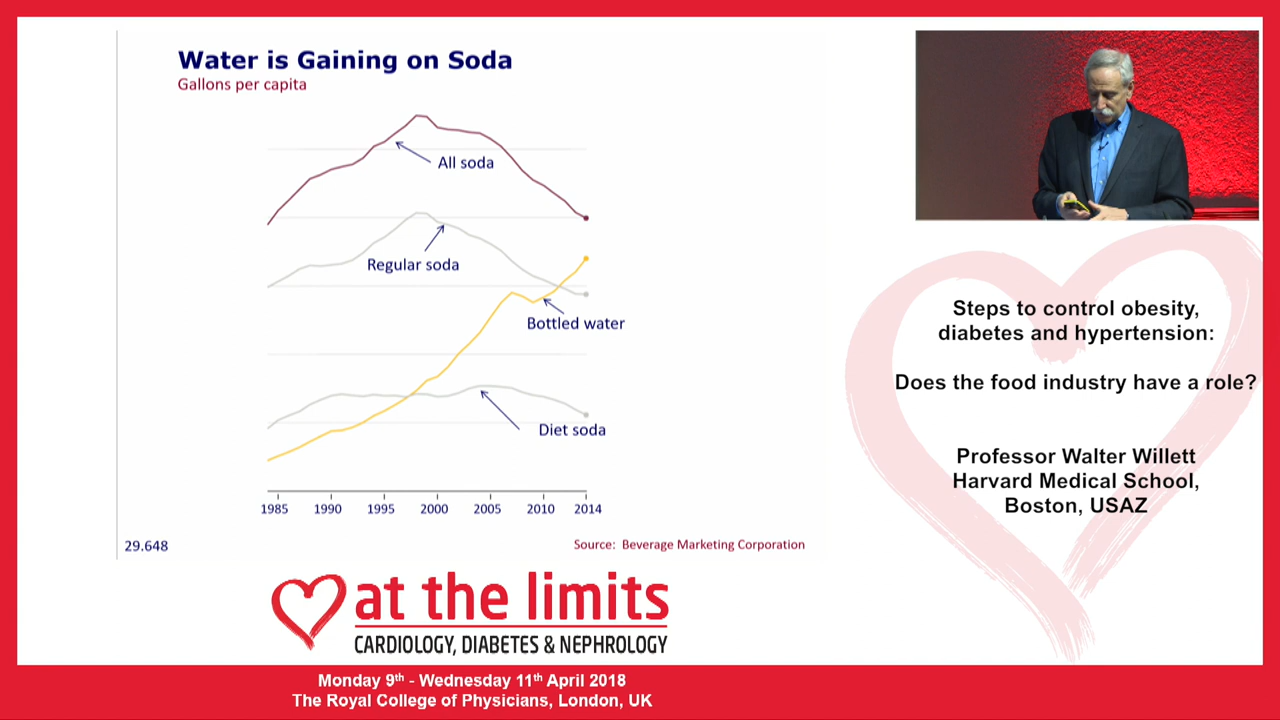 Water is Gaining on Soda
Gallons per capita
All soda
Regular soda
Bottled water
Diet soda
1985 1990 1995 2000 2005 2010 2014
29.648
Source: Beverage Marketing Corporation
Steps to control obesity,
diabetes and hypertension:
Does the food industry have a role?
Professor Walter Willett
Harvard Medical School,
Boston, USAZ
at the limits
CARDIOLOGY, DIABETES & NEPHROLOGY
Monday 9th - Wednesday 11th April 2018
The Royal College of Physicians, London, UK